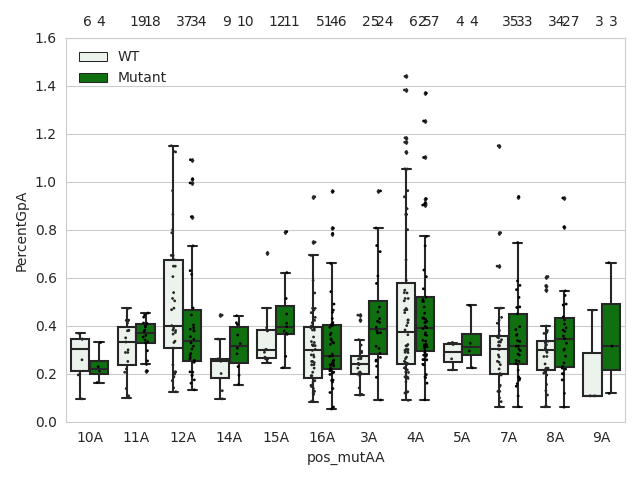 6 4 19 18 37 34 9 10 12 11 51 46 25 24 62 57 4 4 35 33 34 27 3 3
1.6
WT
Mutant
1.4
1.2
1.0
0.8
0.6
0.4
0.2
0.0
PercentGpA
10A 11A 12A 14A 15A 16A 3A 4A 5A 7A 8A 9A
pos_mutAA